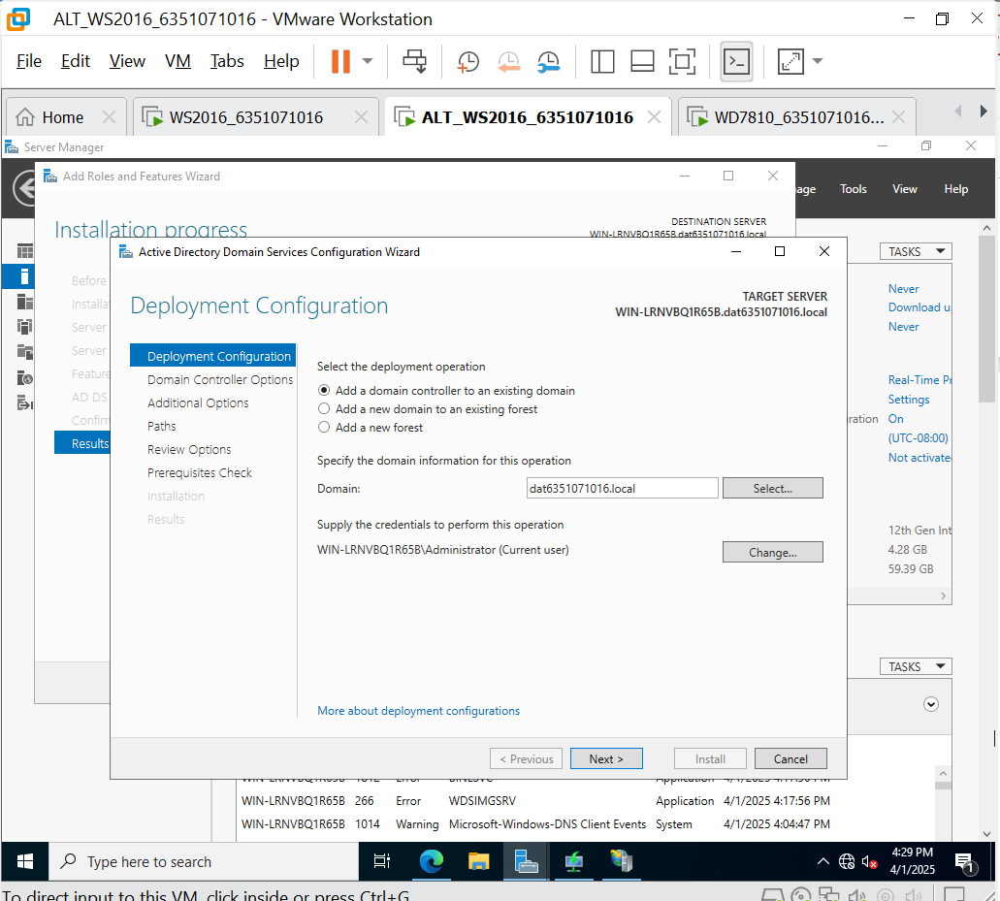 ALT_WS2016_6351071016 - VMware Workstation
File Edit View VM Tabs Help
Home WS2016_6351071016 ALT_WS2016_6351071016 WD7810_6351071016...
Server Manager
Add Roles and Features Wizard
Tools View Help
Installation progress
DESTINATION SERVER
WIN-LRNVBQ1R65B.dat6351071016.local
Active Directory Domain Services Configuration Wizard
TASKS
Deployment Configuration
TARGET SERVER
WIN-LRNVBQ1R65B.dat6351071016.local
Before
Installa
Server
Server
Feature
AD DS
Confirm
Results
Deployment Configuration
Domain Controller Options
Additional Options
Paths
Review Options
Prerequisites Check
Installation
Results
Select the deployment operation
Add a domain controller to an existing domain
Add a new domain to an existing forest
Add a new forest
Specify the domain information for this operation
Domain: dat6351071016.local Select...
Supply the credentials to perform this operation
WIN-LRNVBQ1R65B\Administrator (Current user) Change...
More about deployment configurations
< Previous Next > Install Cancel
Never
Download u
Never
Real-Time Pr
Settings
ration On
(UTC-08:00)
Not activate
12th Gen Int
4.28 GB
59.39 GB
TASKS
WIN-LRNVBQ1R65B 1012 Error BINLSVC Application 4/1/2025 4:17:56 PM
WIN-LRNVBQ1R65B 266 Error WDSIMGSRV Application 4/1/2025 4:17:56 PM
WIN-LRNVBQ1R65B 1014 Warning Microsoft-Windows-DNS Client Events System 4/1/2025 4:04:47 PM
Type here to search
4:29 PM
4/1/2025
1
To direct input to this VM, click inside or press Ctrl+G.